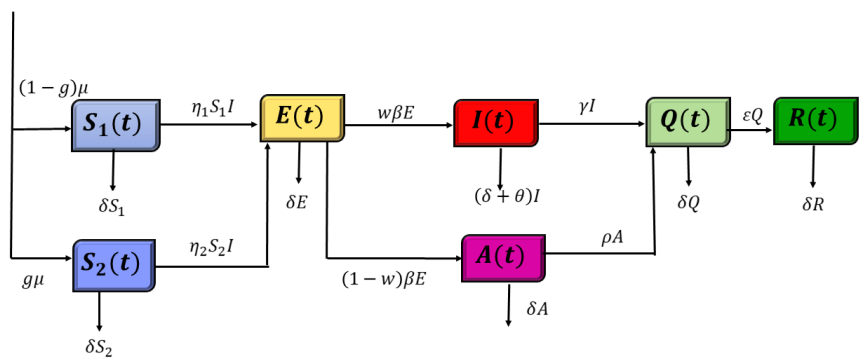 (1 − g)μ
S₁(t)
η₁S₁I
E(t)
wβE
I(t)
γI
Q(t)
εQ
R(t)
δS₁
δE
(δ + θ)I
δQ
δR
gμ
S₂(t)
η₂S₂I
(1 − w)βE
A(t)
ρA
δS₂
δA